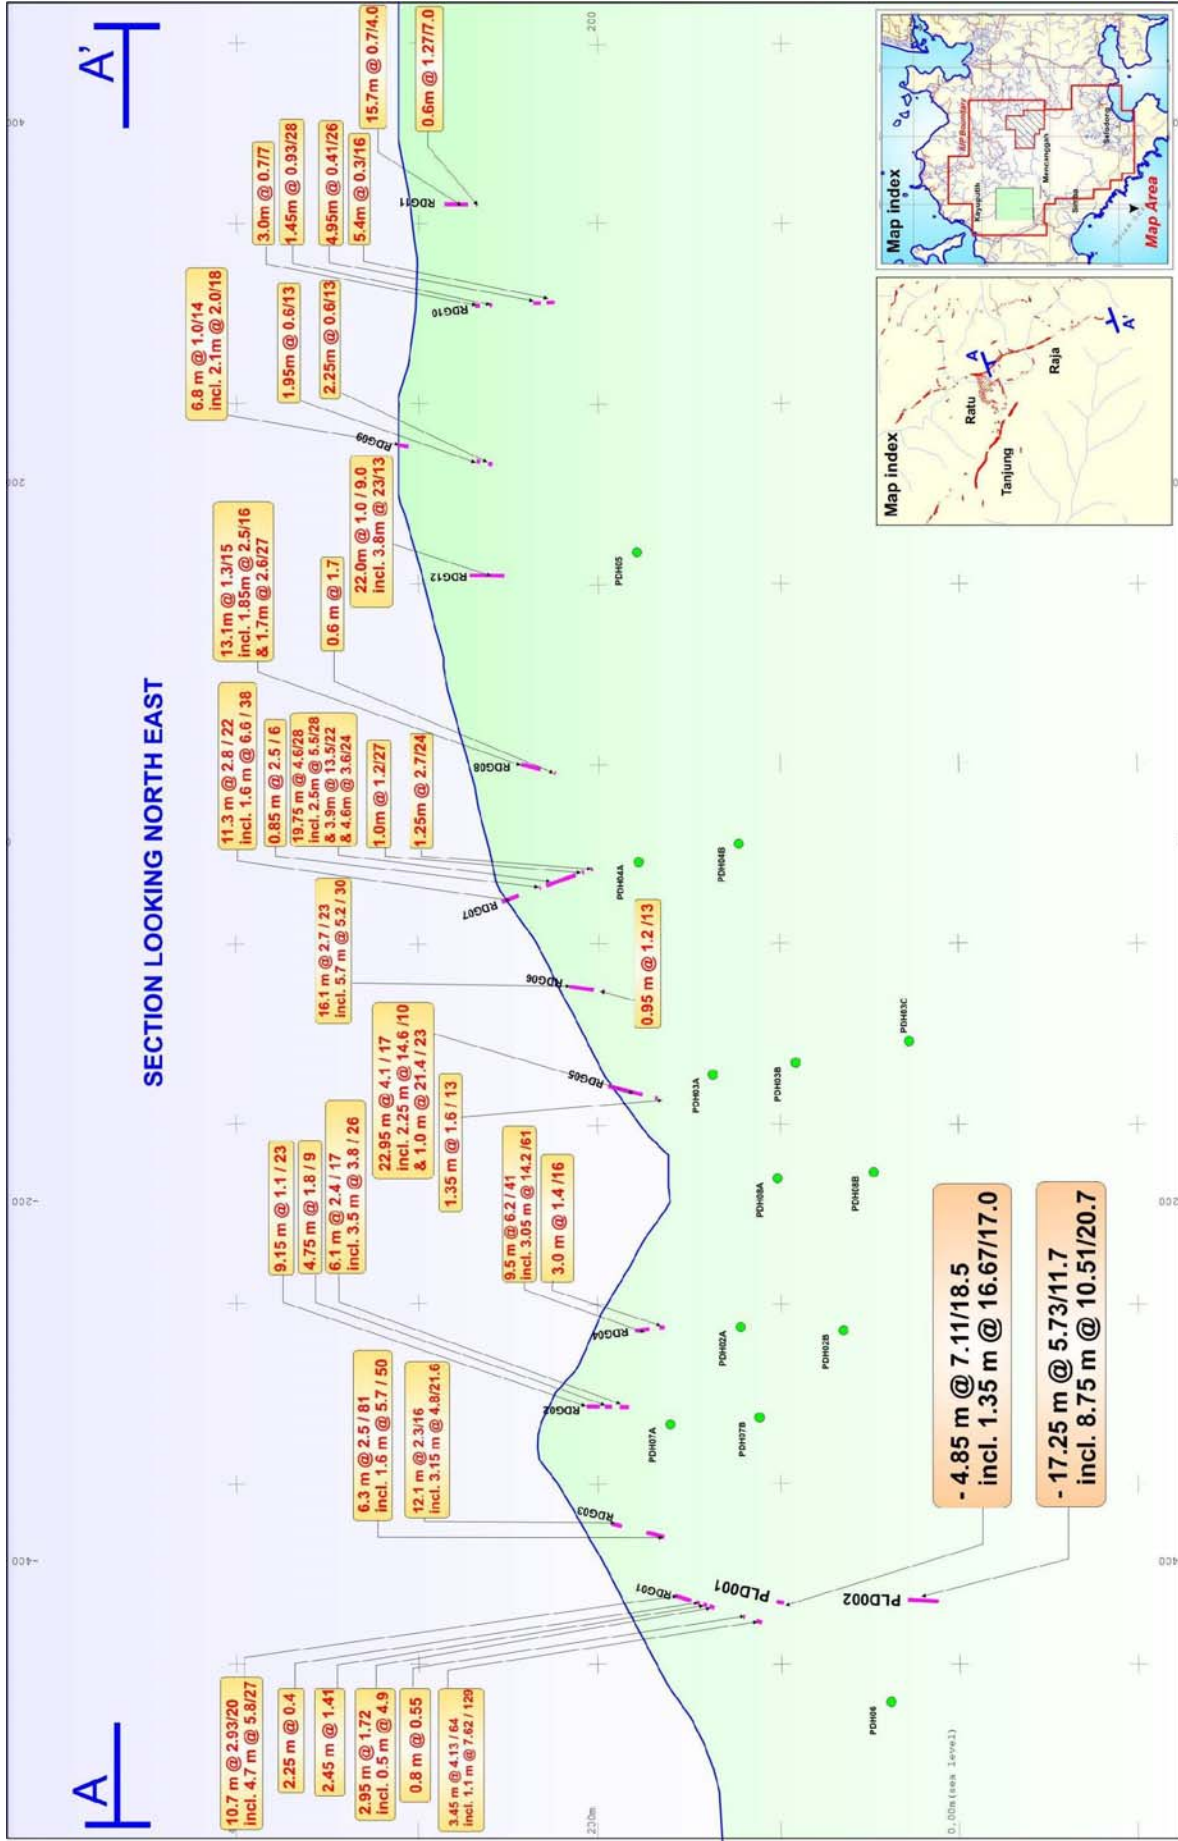 SECTION LOOKING NORTH EAST
A
A'
10.7 m @ 2.93/20
incl. 4.7 m @ 5.8/27
2.25 m @ 0.4
2.45 m @ 1.41
2.95 m @ 1.72
incl. 0.5 m @ 4.9
0.8 m @ 0.55
3.45 m @ 4.13 / 64
incl. 1.1 m @ 7.62 / 129
6.3 m @ 2.5 / 81
incl. 1.6 m @ 5.7 / 50
12.1 m @ 2.3/16
incl. 3.15 m @ 4.8/21.6
9.15 m @ 1.1 / 23
4.75 m @ 1.8 / 9
6.1 m @ 2.4 / 17
incl. 3.5 m @ 3.8 / 26
9.5 m @ 6.2 / 41
incl. 3.05 m @ 14.2 /61
3.0 m @ 1.4 /16
22.95 m @ 4.1 / 17
incl. 2.25 m @ 14.6 /10
& 1.0 m @ 21.4 / 23
1.35 m @ 1.6 / 13
16.1 m @ 2.7 / 23
incl. 5.7 m @ 5.2 / 30
0.95 m @ 1.2 /13
11.3 m @ 2.8 / 22
incl. 1.6 m @ 6.6 / 38
0.85 m @ 2.5 / 6
19.75 m @ 4.6/28
incl. 2.5m @ 5.5/28
& 3.9m @ 13.5/22
& 4.6m @ 3.6/24
1.0m @ 1.2/27
1.25m @ 2.7/24
13.1m @ 1.3/15
incl. 1.85m @ 2.5/16
& 1.7m @ 2.6/27
0.6 m @ 1.7
22.0m @ 1.0 / 9.0
incl. 3.8m @ 23/13
6.8 m @ 1.0/14
incl. 2.1m @ 2.0/18
1.95m @ 0.6/13
2.25m @ 0.6/13
3.0m @ 0.7/7
1.45m @ 0.93/28
4.95m @ 0.41/26
5.4m @ 0.3/16
15.7m @ 0.7/4.0
0.6m @ 1.27/7.0
RDG01
RDG03
RDG02
RDG04
RDG05
RDG06
RDG07
RDG08
RDG12
RDG09
RDG10
RDG11
PLD001
PLD002
PDH06
PDH07A
PDH07B
PDH02A
PDH02B
PDH08A
PDH08B
PDH03A
PDH03B
PDH03C
PDH04A
PDH04B
PDH05
- 4.85 m @ 7.11/18.5
incl. 1.35 m @ 16.67/17.0
- 17.25 m @ 5.73/11.7
incl. 8.75 m @ 10.51/20.7
-400
-200
200
400
200m
200
0.00m(sea level)
Map index
Ratu
A
Raja
Tanjung
A'
Map index
KP Boundary
Kayuputih
Mencanggah
Selodong
Map Area